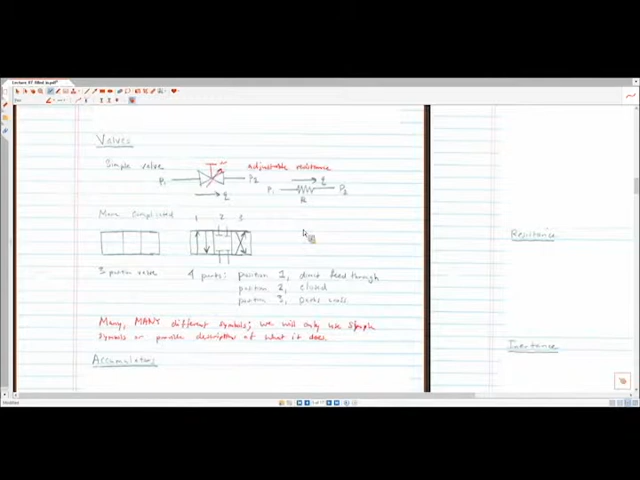 Valves
Simple valve
adjustable resistance
P1
q
P2
P1
q
R
P2
More complicated
1 2 3
3 position valve
4 ports: position 1, direct feed through
position 2, closed
position 3, ports
Many, MANY different symbols; we will only use simple
symbols or provide description of what it does.
Accumulators
Resistance
Inertance